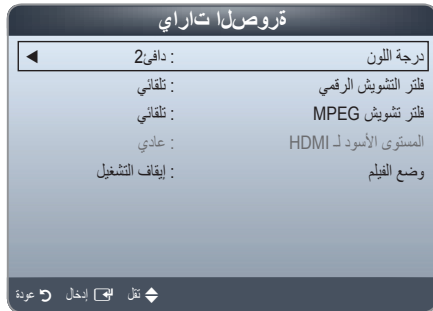 ةروصلا تاراي
درجة اللون : دافئ2 ◀
فلتر التشويش الرقمي : تلقائي
فلتر تشويش MPEG : تلقائي
المستوى الأسود لـ HDMI : عادي
وضع الفيلم : إيقاف التشغيل
نقل إدخال عودة